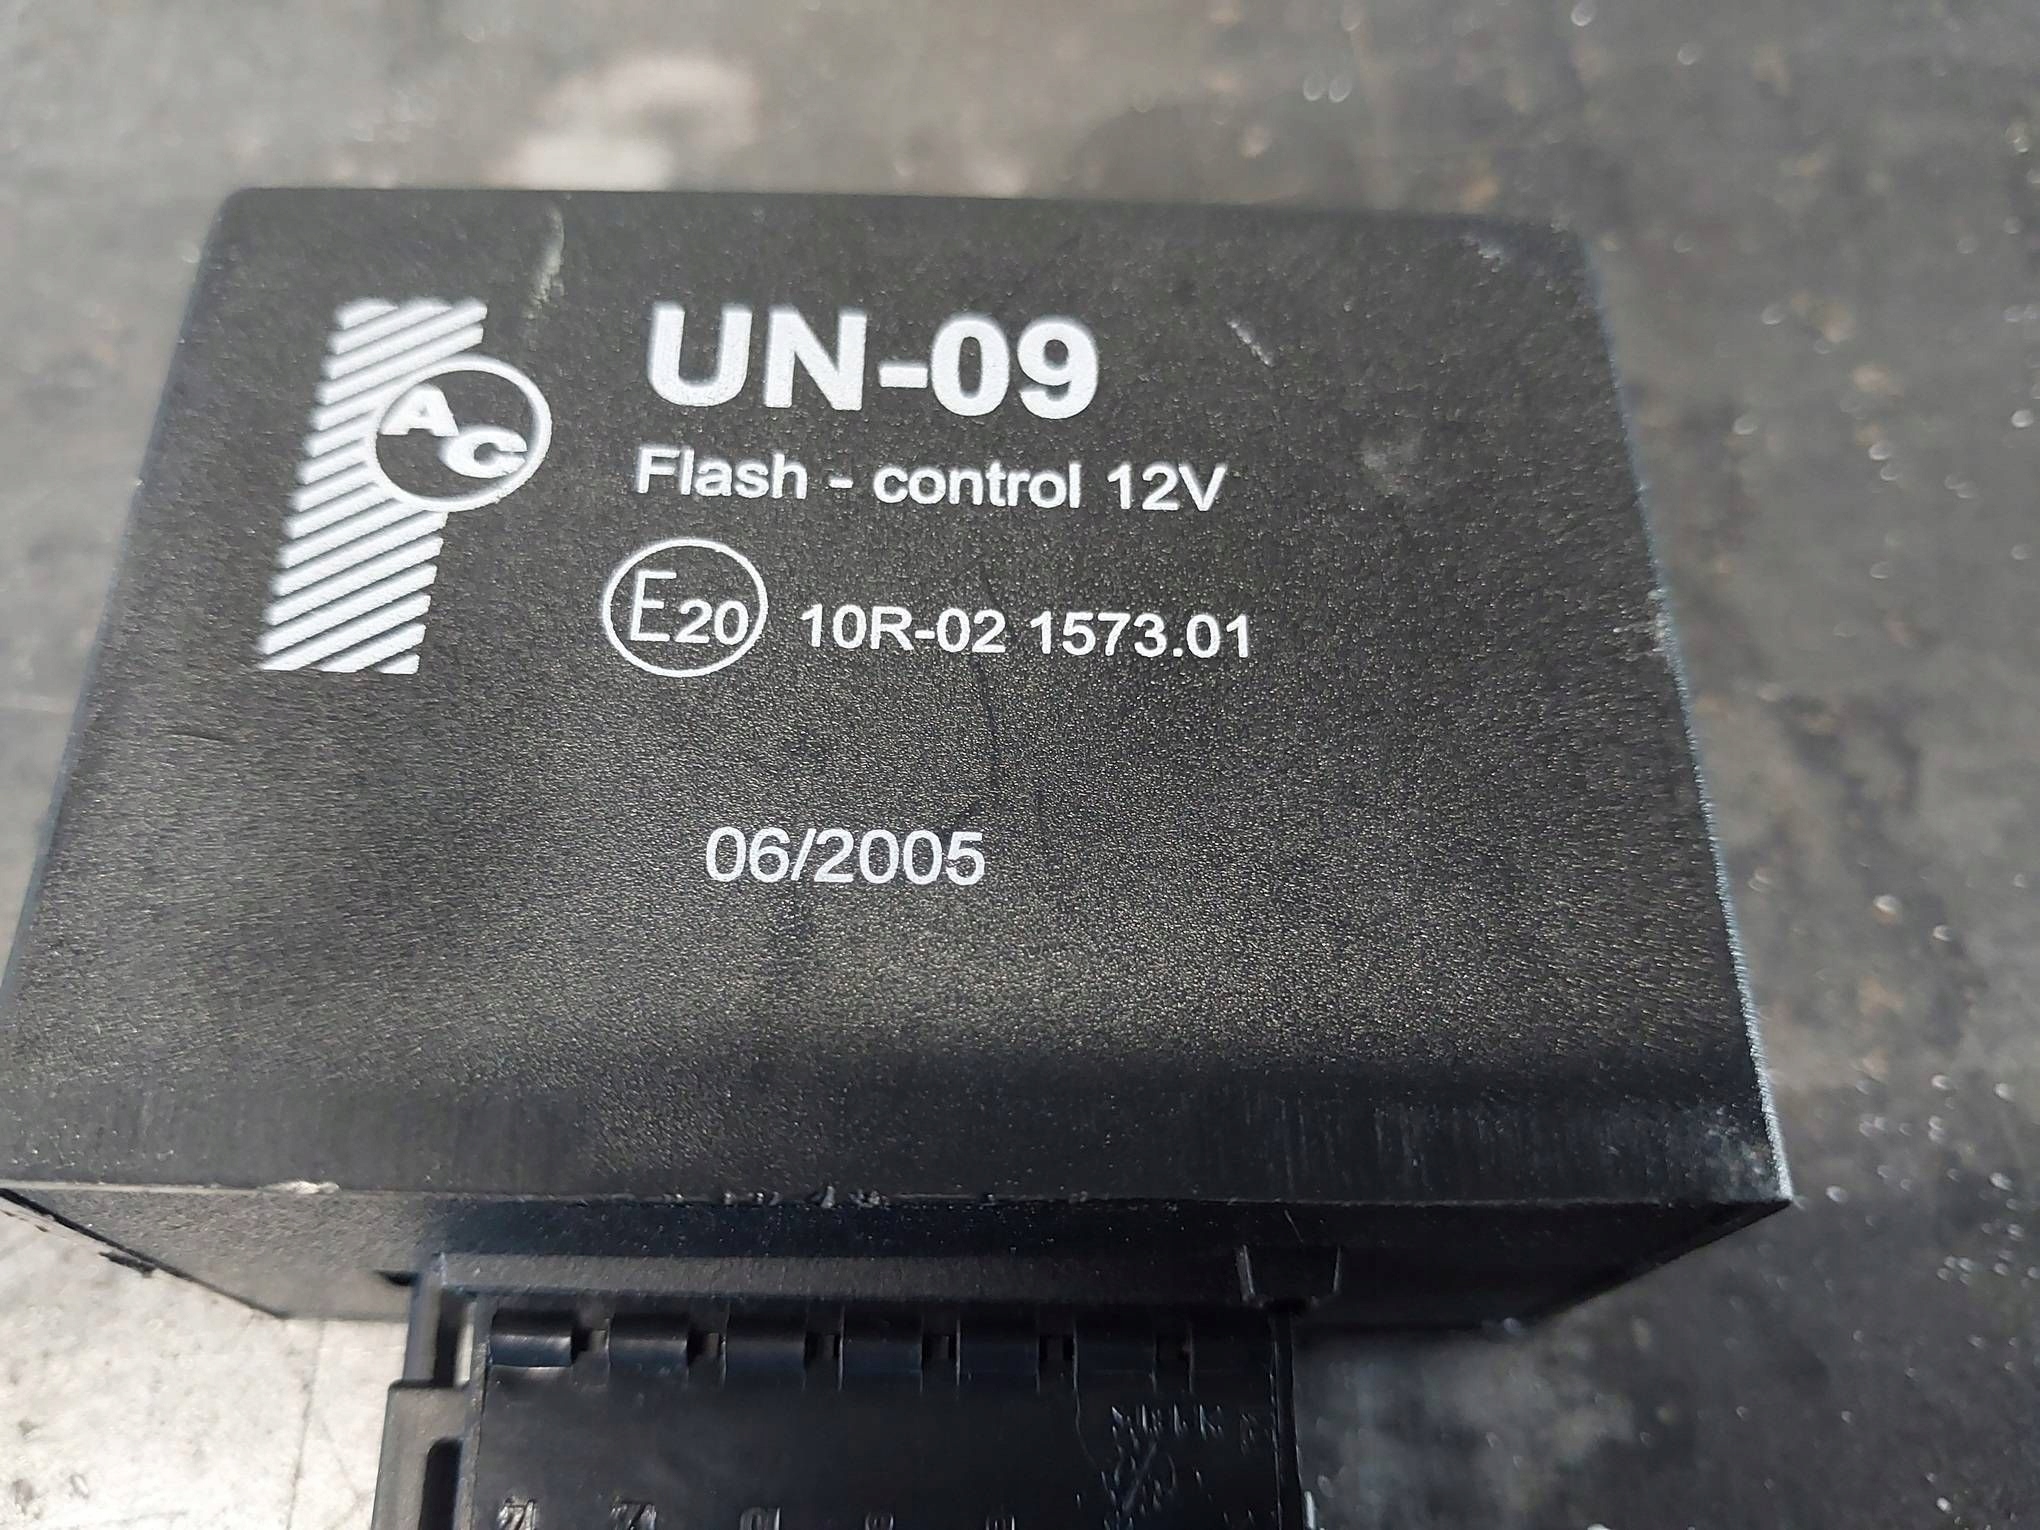 AC
UN-09
Flash - control 12V
E20 10R-02 1573.01
06/2005